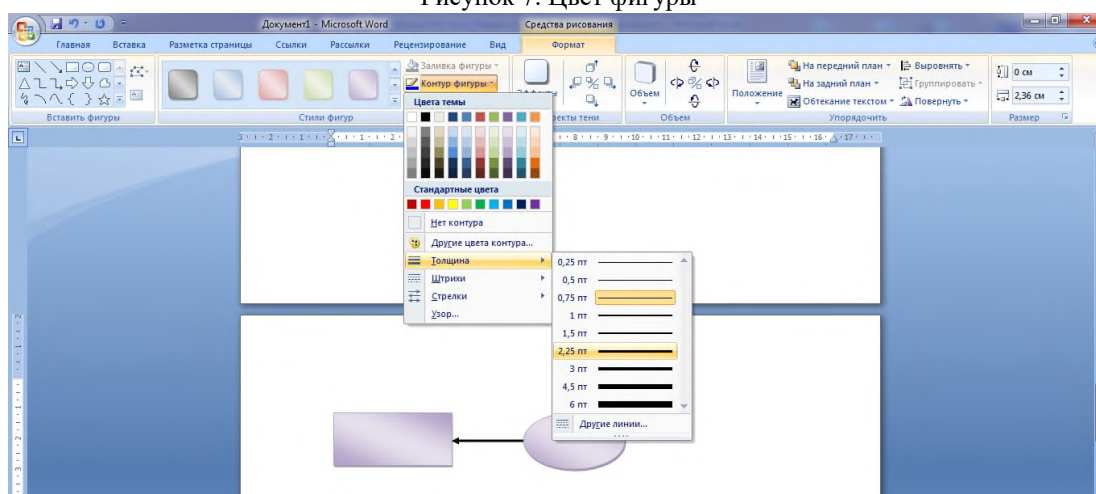 Рисунок 7. Цвет фигуры
Документ1 - Microsoft Word
Средства рисования
Главная Вставка Разметка страницы Ссылки Рассылки Рецензирование Вид Формат
Заливка фигуры
Контур фигуры
На передний план
На задний план
Обтекание текстом
Выровнять
Группировать
Повернуть
Объем
Положение
0 см
2,36 см
Вставить фигуры
Стили фигур
Объем
Упорядочить
Размер
Цвета темы
Стандартные цвета
Нет контура
Другие цвета контура...
Толщина
Штрихи
Стрелки
Узор...
0,25 пт
0,5 пт
0,75 пт
1 пт
1,5 пт
2,25 пт
3 пт
4,5 пт
6 пт
Другие линии...